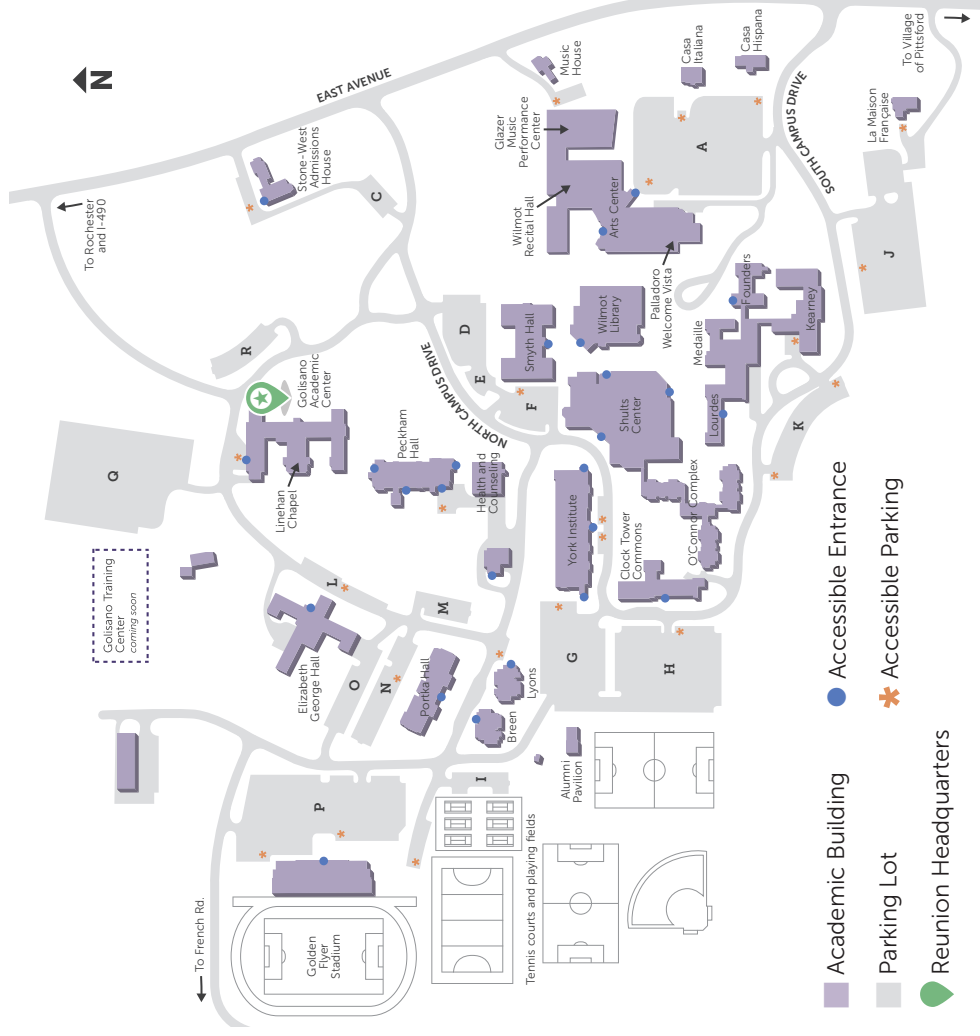 N
EAST AVENUE
Music
House
Casa
Italiana
Casa
Hispana
To Village
of Pittsford
La Maison
Française
SOUTH CAMPUS DRIVE
Glazer
Music
Performance
Center
A
Stone-West
Admissions
House
C
To Rochester
and I-490
Wilmot
Recital Hall
Arts Center
Palladoro
Welcome Vista
J
R
D
E
F
Smyth Hall
Wilmot
Library
Founders
Medaille
Kearney
Golisano
Academic
Center
NORTH CAMPUS DRIVE
Shults
Center
Lourdes
K
Q
Linehan
Chapel
Peckham
Hall
Health and
Counseling
York Institute
Clock Tower
Commons
O'Connor Complex
Golisano Training
Center
coming soon
L
M
Elizabeth
George Hall
O
N
Portka Hall
Lyons
Breen
G
H
I
P
Alumni
Pavilion
To French Rd.
Golden
Flyer
Stadium
Tennis courts and playing fields
Academic Building
Parking Lot
Reunion Headquarters
Accessible Entrance
Accessible Parking